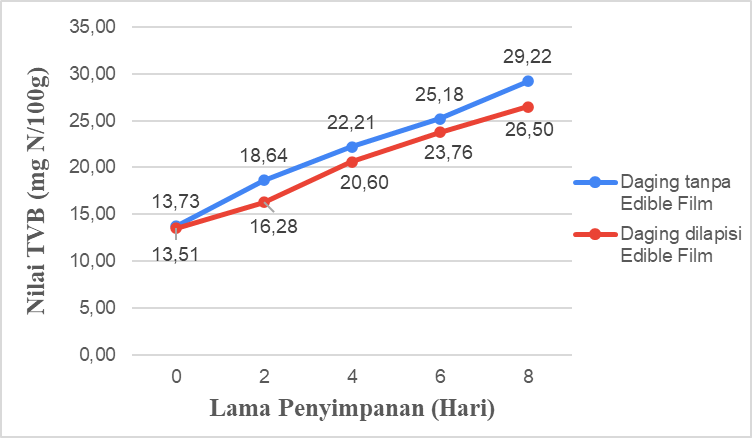 35,00
30,00
25,00
20,00
15,00
10,00
5,00
0,00
Nilai TVB (mg N/100g)
29,22
25,18
22,21
18,64
13,73
26,50
23,76
20,60
16,28
13,51
Daging tanpa
Edible Film
Daging dilapisi
Edible Film
0 2 4 6 8
Lama Penyimpanan (Hari)